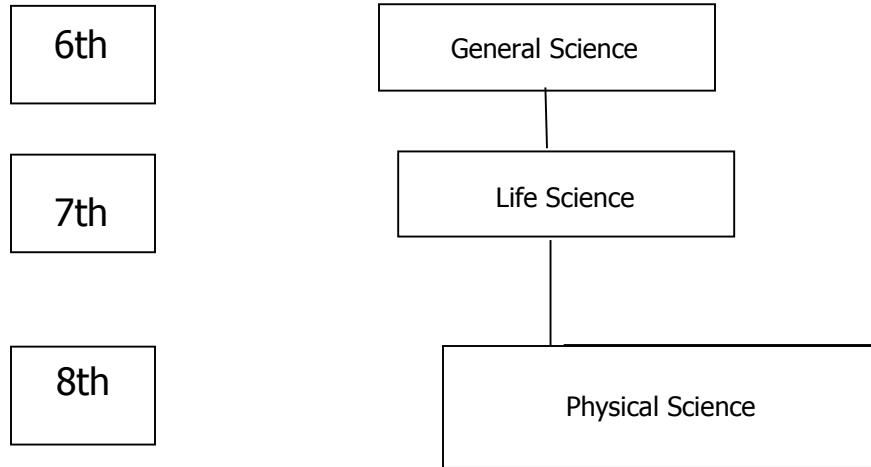 6th
General Science
7th
Life Science
8th
Physical Science